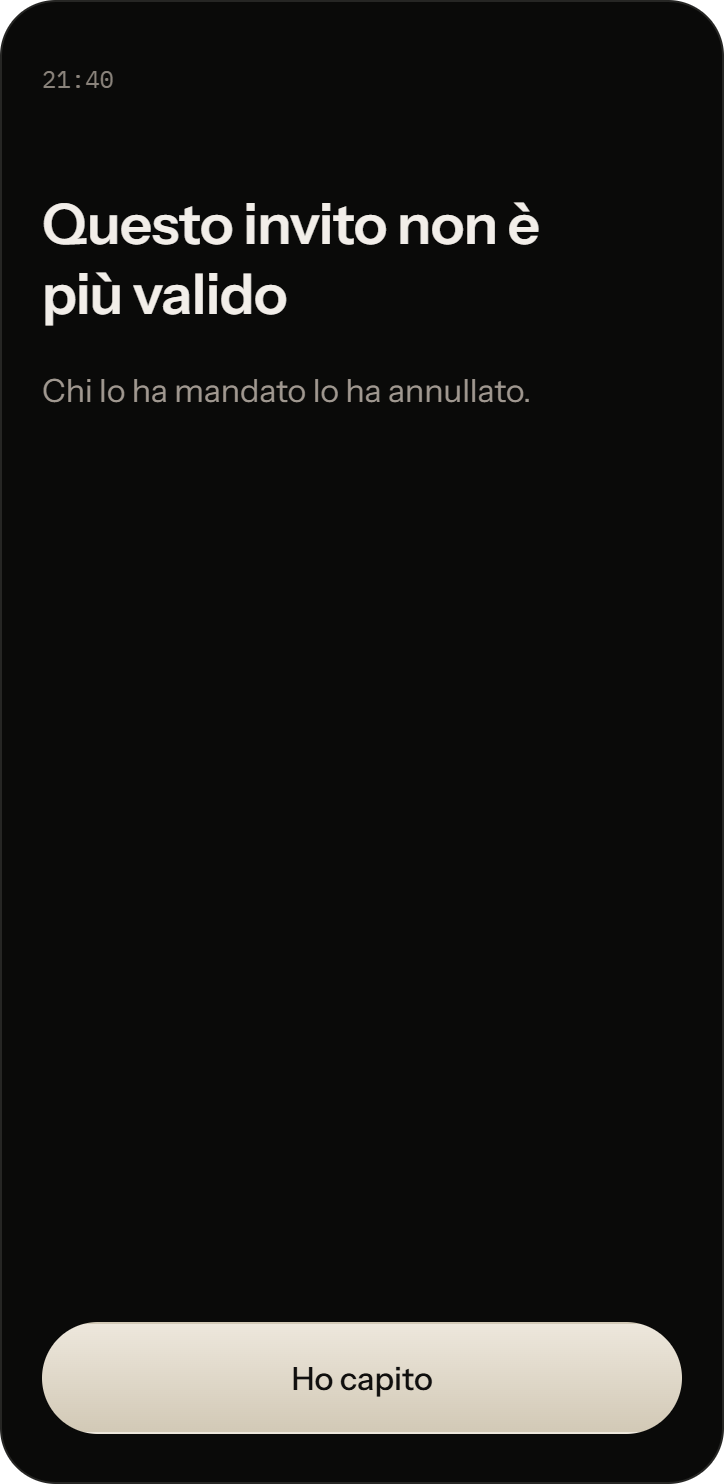 21:40
Questo invito non è
più valido
Chi lo ha mandato lo ha annullato.
Ho capito